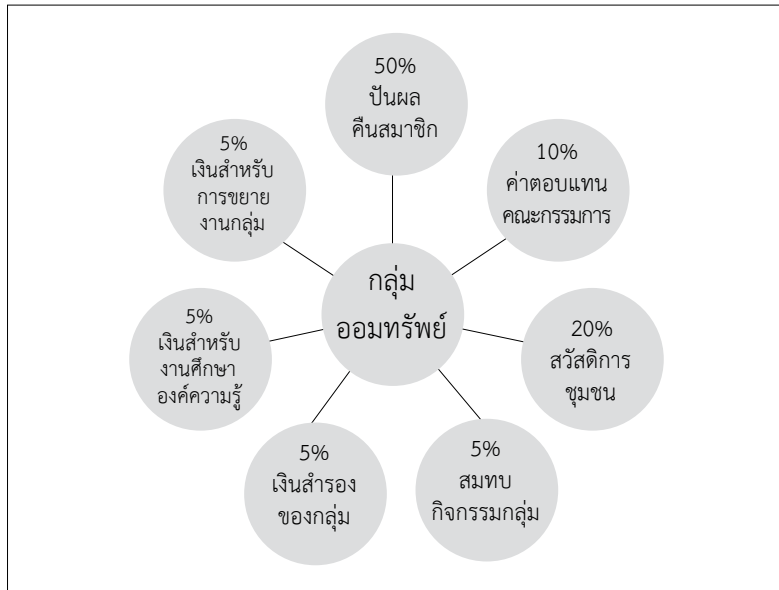 50%
ปันผล
คืนสมาชิก
10%
ค่าตอบแทน
คณะกรรมการ
20%
สวัสดิการ
ชุมชน
5%
สมทบ
กิจกรรมกลุ่ม
5%
เงินสำรอง
ของกลุ่ม
5%
เงินสำหรับ
งานศึกษา
องค์ความรู้
5%
เงินสำหรับ
การขยาย
งานกลุ่ม
กลุ่ม
ออมทรัพย์